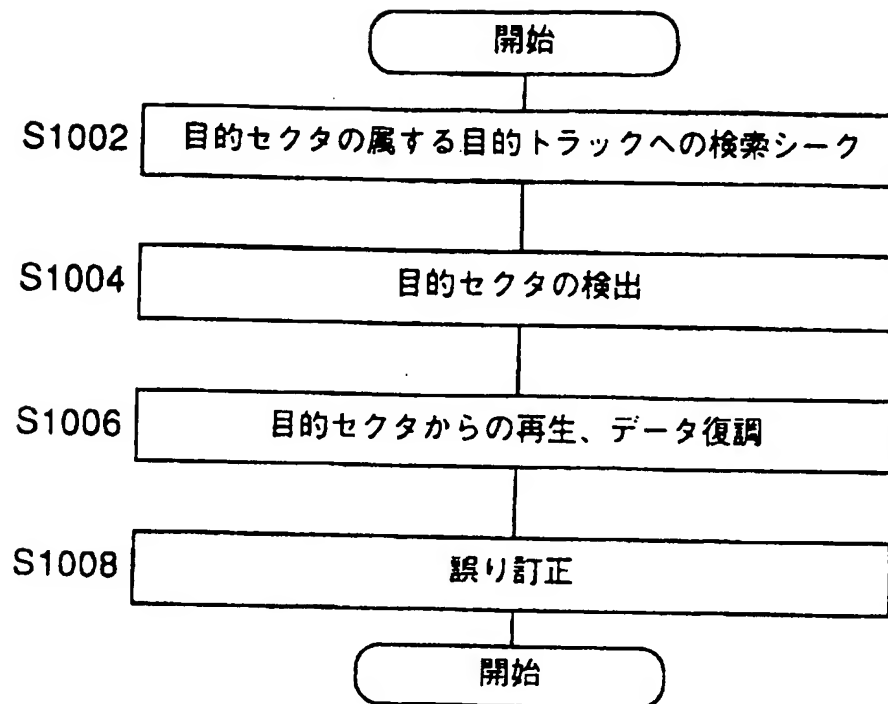 開始
S1002 目的セクタの属する目的トラックへの検索シーク
S1004 目的セクタの検出
S1006 目的セクタからの再生、データ復調
S1008 誤り訂正
開始